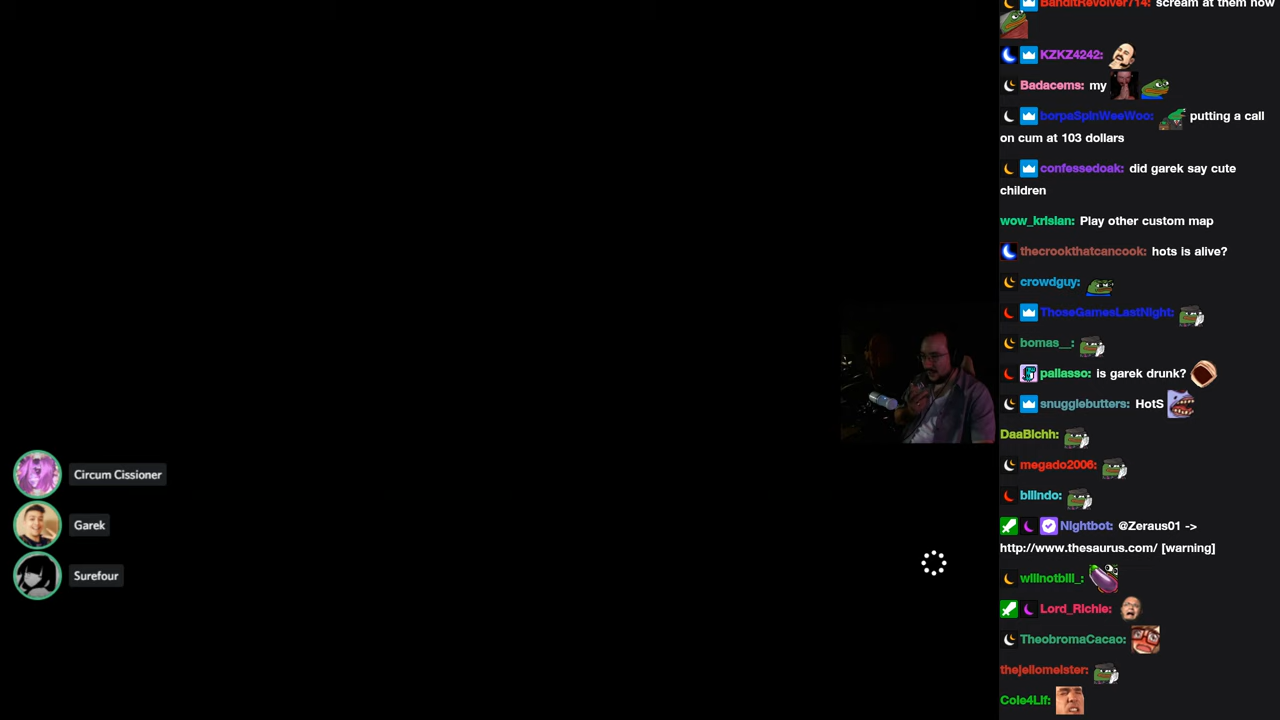 BanditRevolver714: scream at them now
KZKZ4242:
Badacems: my
borpaSpinWeeWoo: putting a call
on cum at 103 dollars
confessedoak: did garek say cute
children
wow_krislan: Play other custom map
thecrookthatcancook: hots is alive?
crowdguy:
ThoseGamesLastNight:
bomas__:
pallasso: is garek drunk?
snugglebutters: HotS
DaaBichh:
megado2006:
bilindo:
Nightbot: @Zeraus01 ->
http://www.thesaurus.com/ [warning]
willnotbill_:
Lord_Richie:
TheobromaCacao:
thejellomeister:
Cole4Lif:
Circum Cissioner
Garek
Surefour